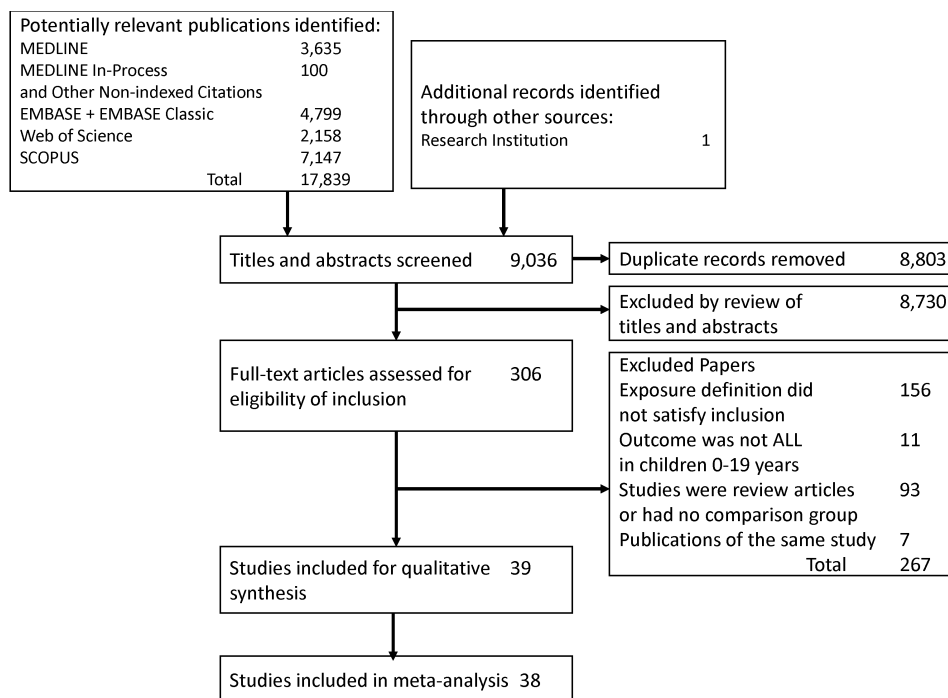 Potentially relevant publications identified:
MEDLINE 3,635
MEDLINE In-Process 100
and Other Non-indexed Citations
EMBASE + EMBASE Classic 4,799
Web of Science 2,158
SCOPUS 7,147
Total 17,839
Additional records identified
through other sources:
Research Institution 1
Titles and abstracts screened 9,036
Duplicate records removed 8,803
Excluded by review of 8,730
titles and abstracts
Full-text articles assessed for 306
eligibility of inclusion
Excluded Papers
Exposure definition did 156
not satisfy inclusion
Outcome was not ALL 11
in children 0-19 years
Studies were review articles 93
or had no comparison group
Publications of the same study 7
Total 267
Studies included for qualitative 39
synthesis
Studies included in meta-analysis 38